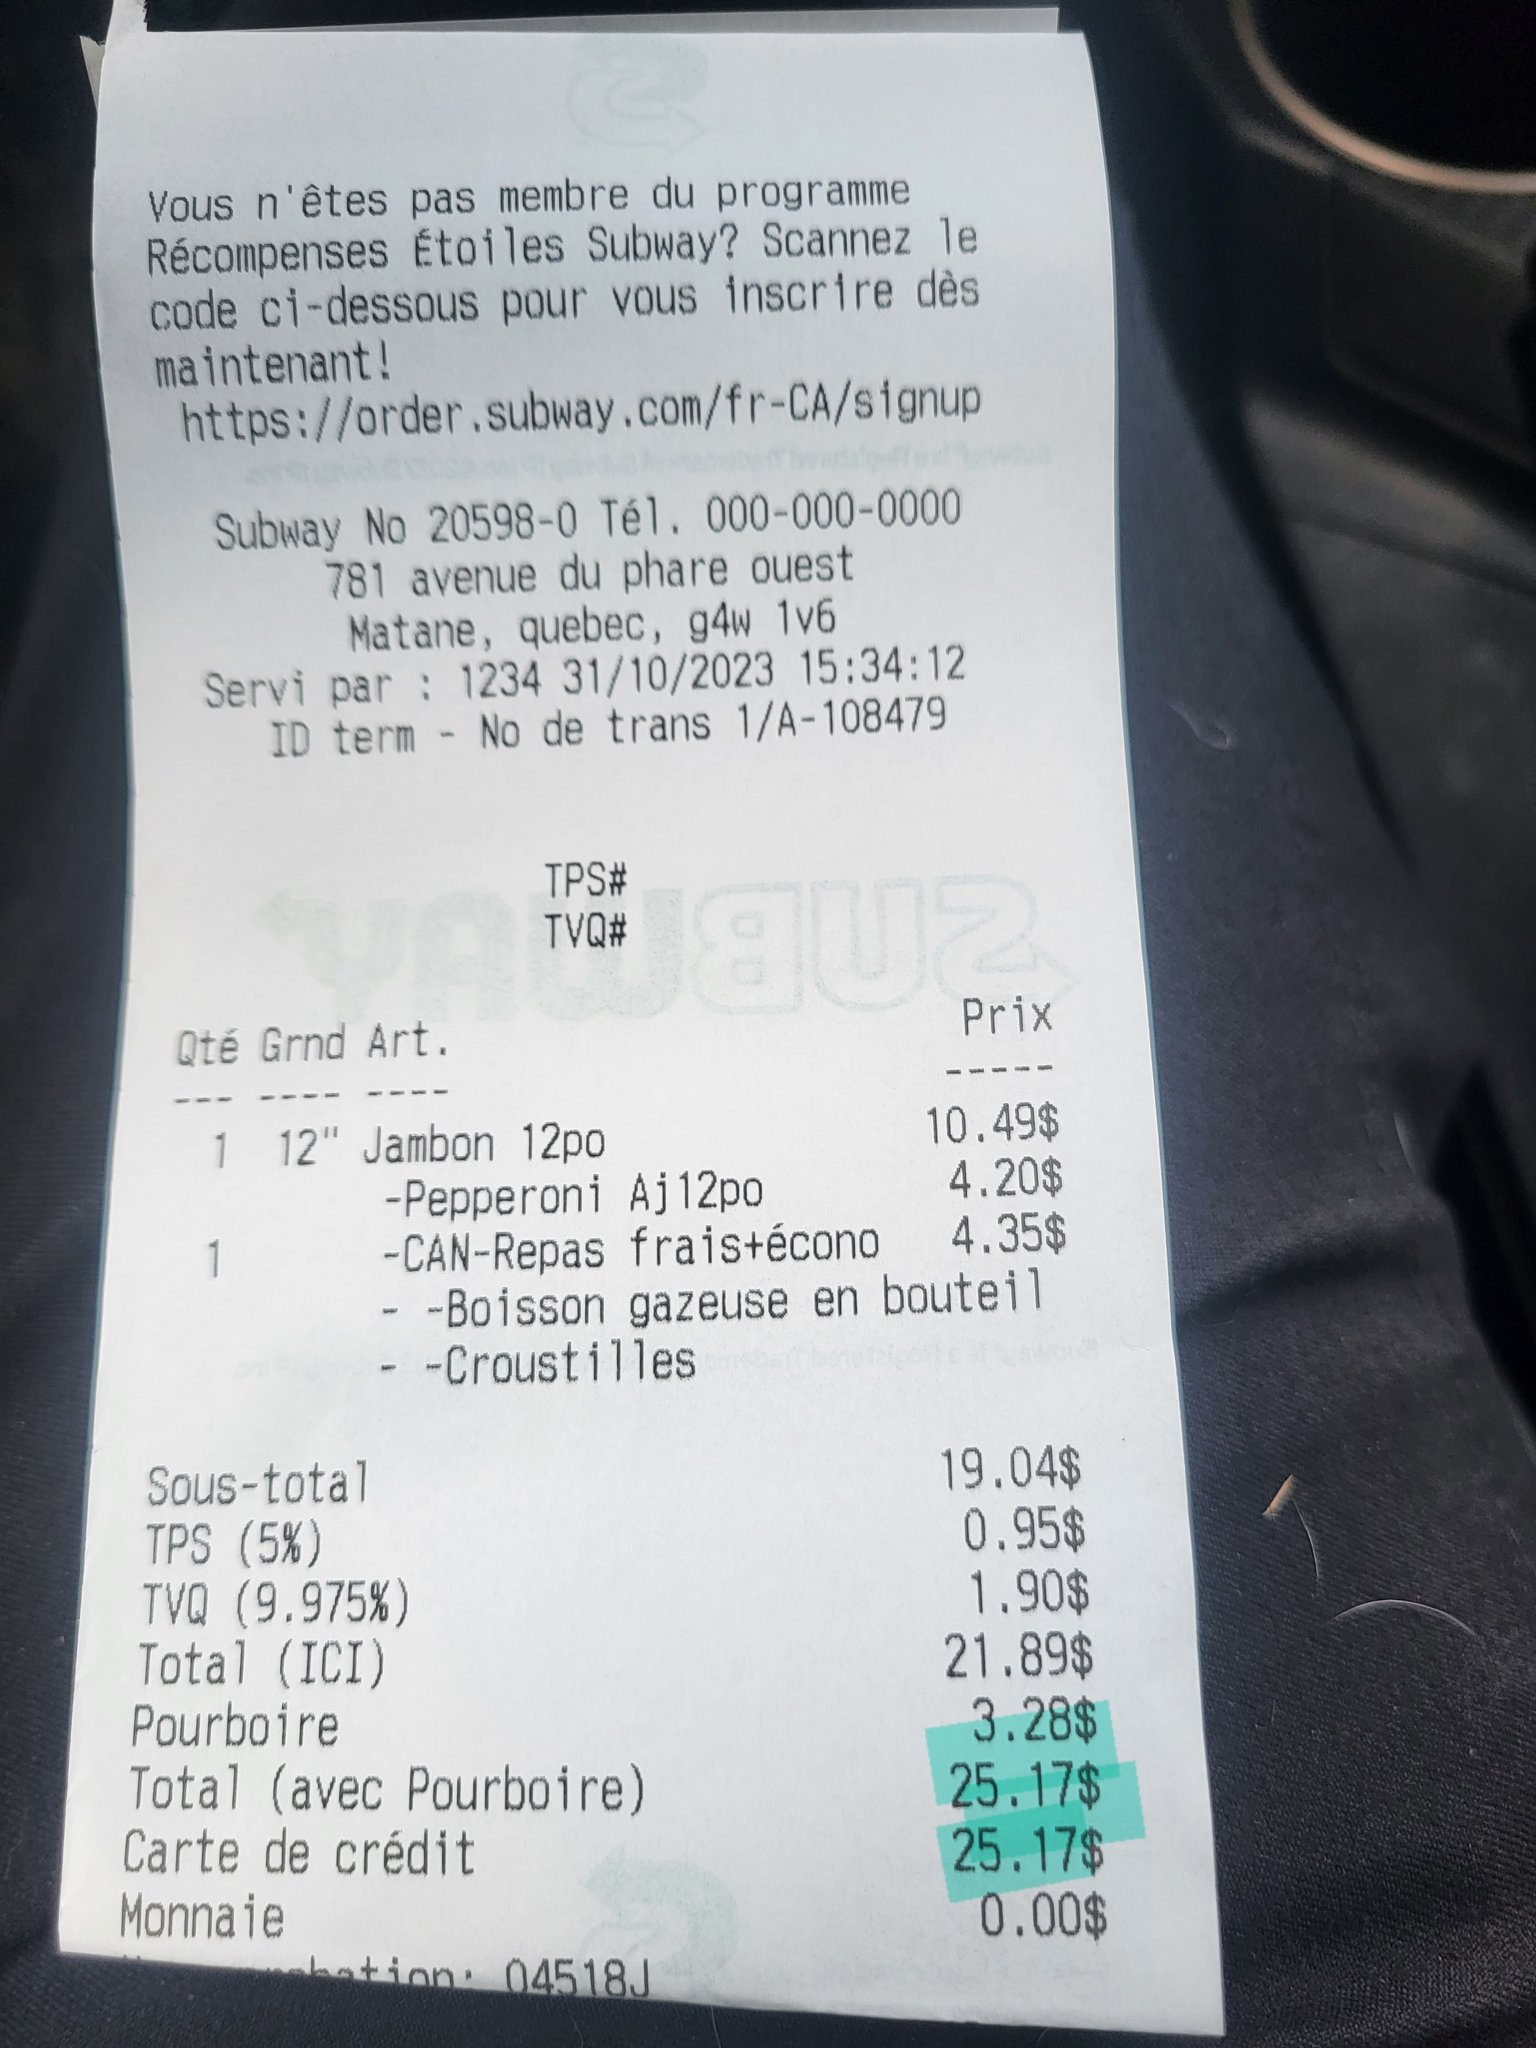 Vous n'êtes pas membre du programme
Récompenses Étoiles Subway? Scannez le
code ci-dessous pour vous inscrire dès
maintenant!
https://order.subway.com/fr-CA/signup
Subway No 20598-0 Tél. 000-000-0000
781 avenue du phare ouest
Matane, quebec, g4w 1v6
Servi par : 1234 31/10/2023 15:34:12
ID term - No de trans 1/A-108479
TPS#
TVQ#
SUBWAY
Qté Grnd Art. Prix
--- ---- ---- -----
1 12" Jambon 12po 10.49$
-Pepperoni Aj12po 4.20$
1 -CAN-Repas frais+écono 4.35$
- -Boisson gazeuse en bouteil
- -Croustilles
Sous-total 19.04$
TPS (5%) 0.95$
TVQ (9.975%) 1.90$
Total (ICI) 21.89$
Pourboire 3.28$
Total (avec Pourboire) 25.17$
Carte de crédit 25.17$
Monnaie 0.00$
04518J